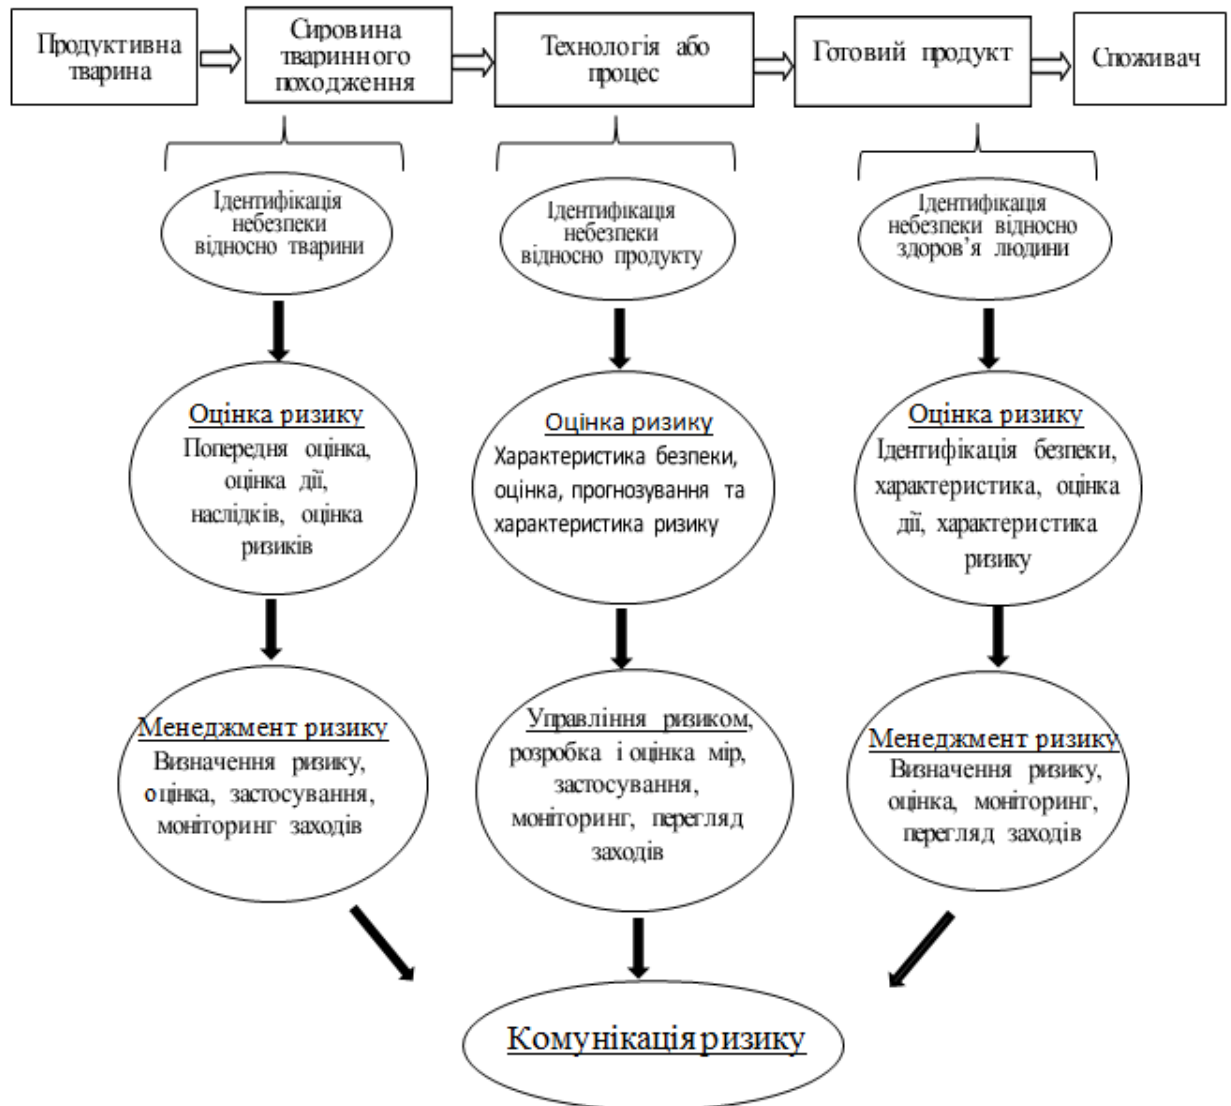 Продуктивна
тварина
Сировина
тваринного
походження
Технологія або
процес
Готовий продукт
Споживач
Ідентифікація
небезпеки
відносно тварини
Ідентифікація
небезпеки
відносно продукту
Ідентифікація
небезпеки відносно
здоров’я людини
Оцінка ризику
Попередня оцінка,
оцінка дії,
наслідків, оцінка
ризиків
Оцінка ризику
Характеристика безпеки,
оцінка, прогнозування та
характеристика ризику
Оцінка ризику
Ідентифікація безпеки,
характеристика, оцінка
дії, характеристика
ризику
Менеджмент ризику
Визначення ризику,
оцінка, застосування,
моніторинг заходів
Управління ризиком,
розробка і оцінка мір,
застосування,
моніторинг, перегляд
заходів
Менеджмент ризику
Визначення ризику,
оцінка, моніторинг,
перегляд заходів
Комунікація ризику